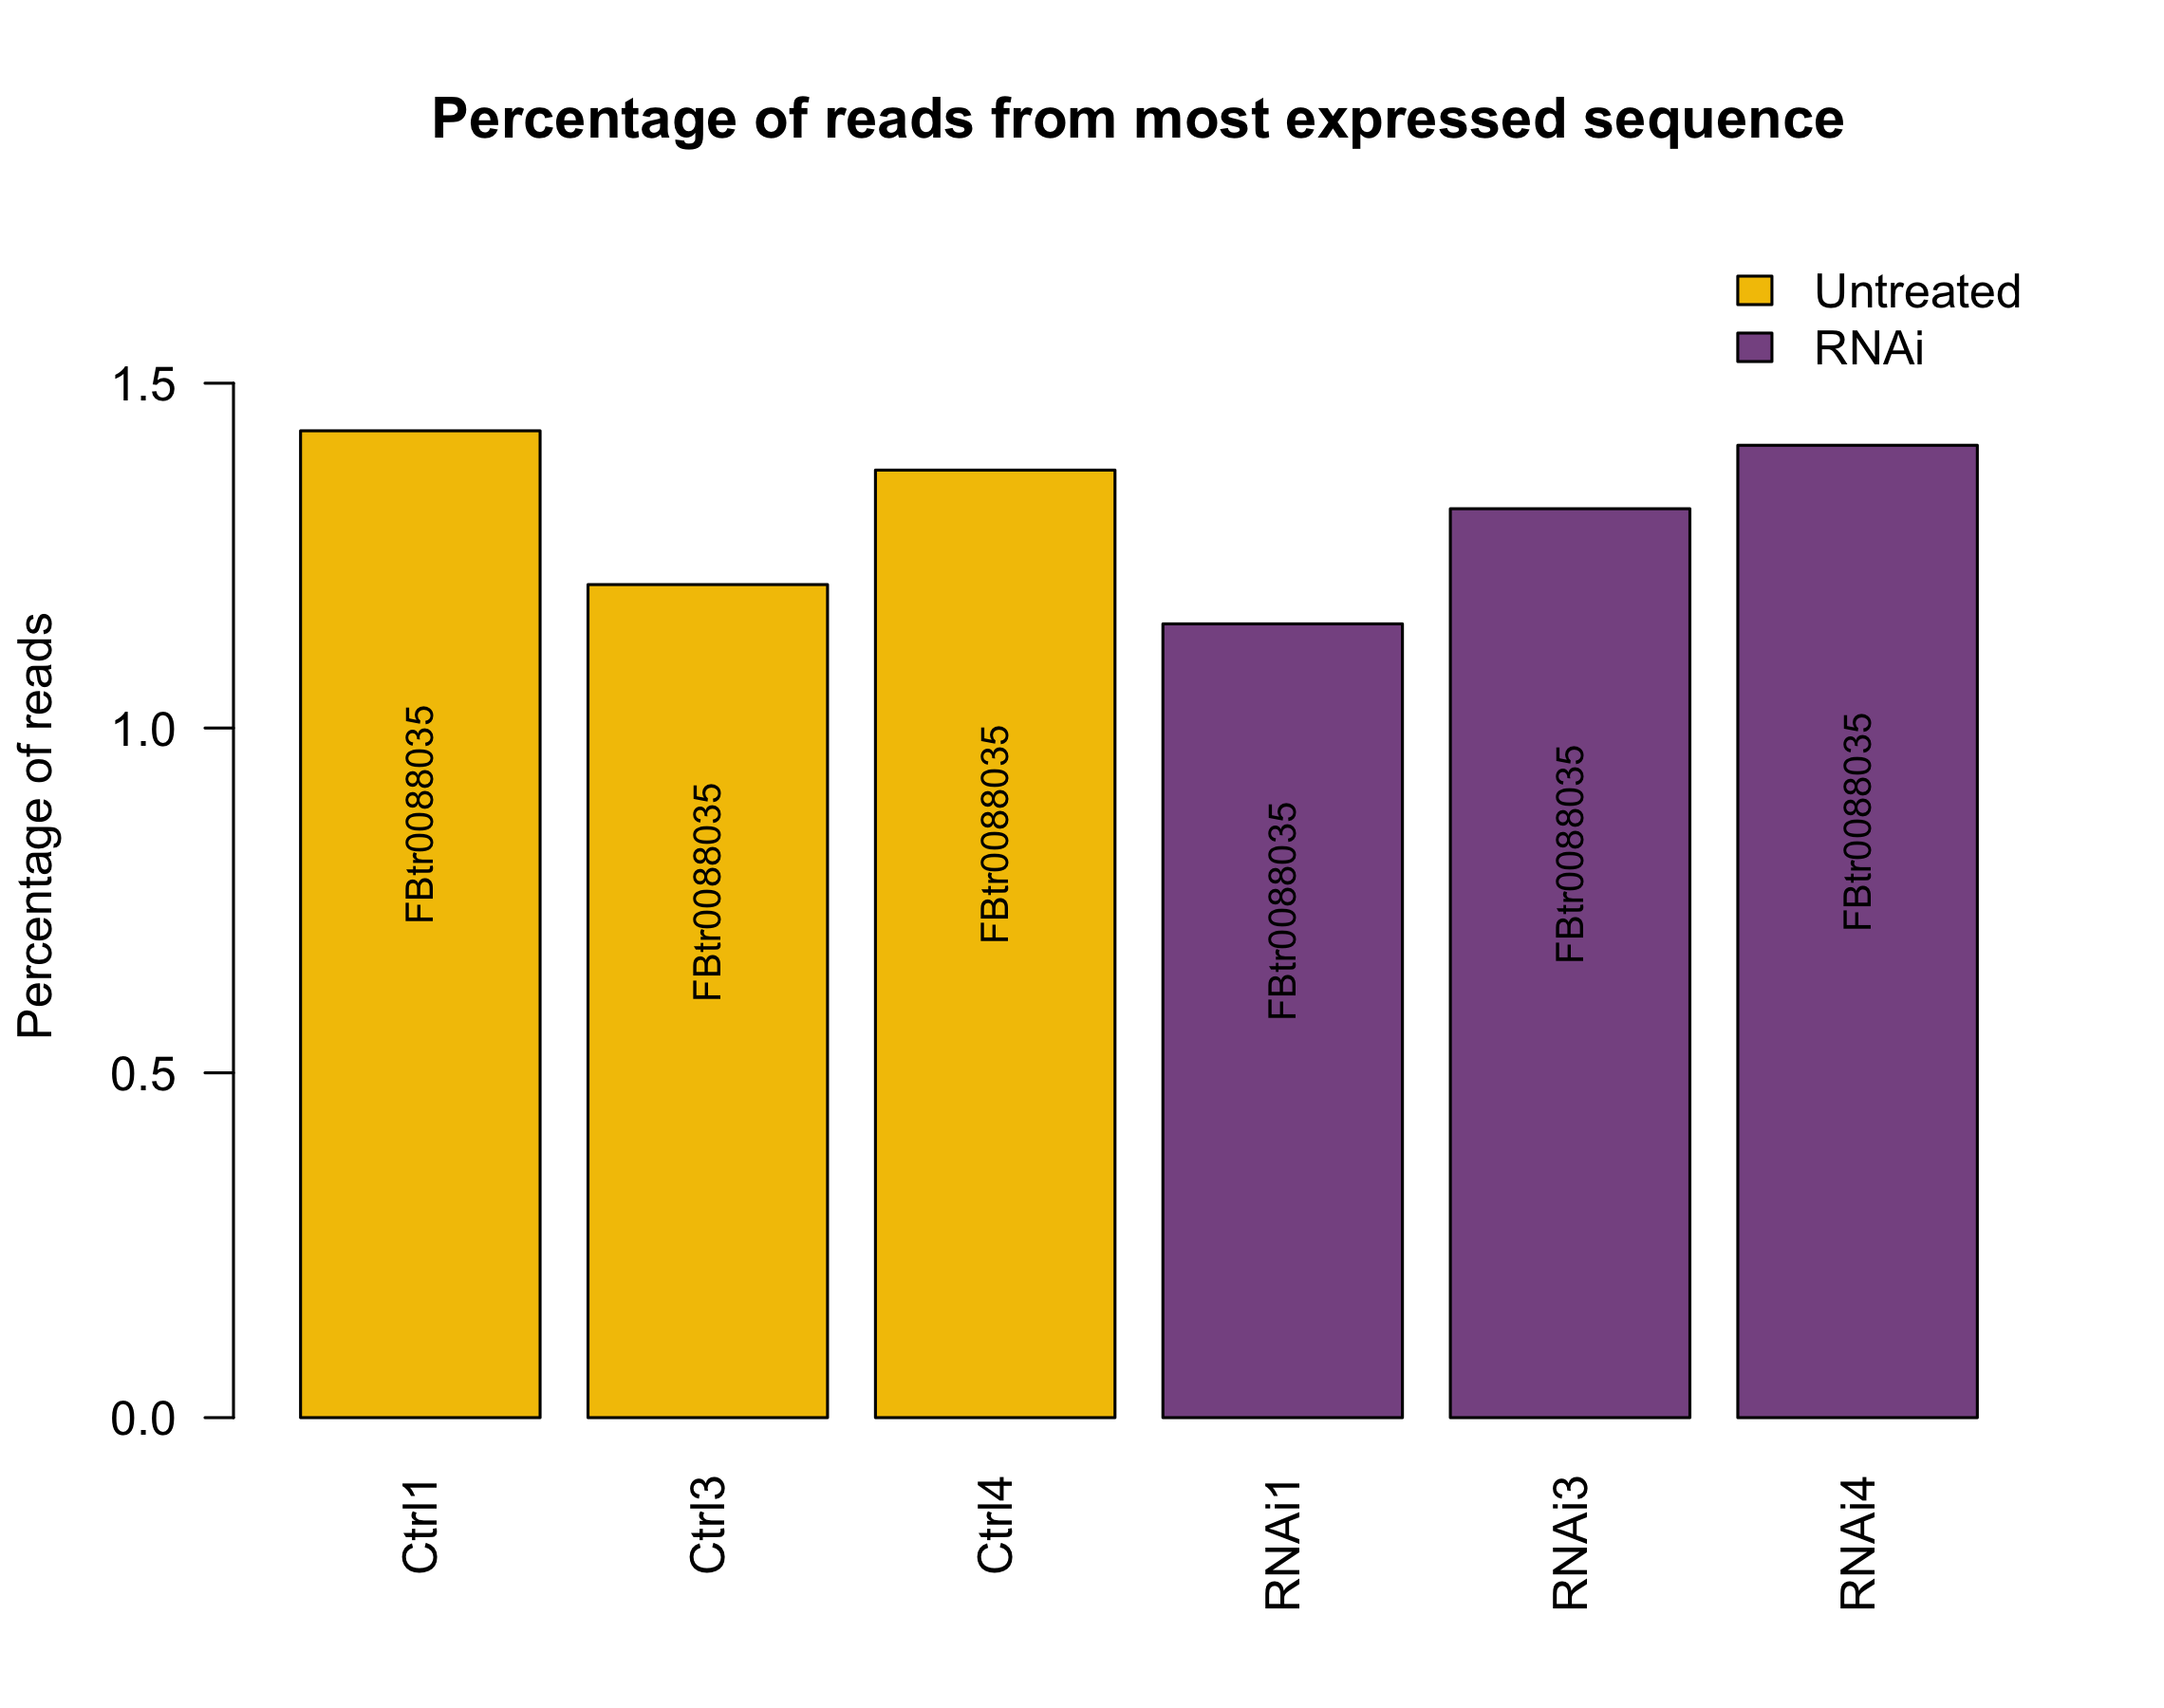 Percentage of reads from most expressed sequence
Untreated
RNAi
Percentage of reads
1.5
1.0
0.5
0.0
FBtr0088035
FBtr0088035
FBtr0088035
FBtr0088035
FBtr0088035
FBtr0088035
Ctrl1
Ctrl3
Ctrl4
RNAi1
RNAi3
RNAi4